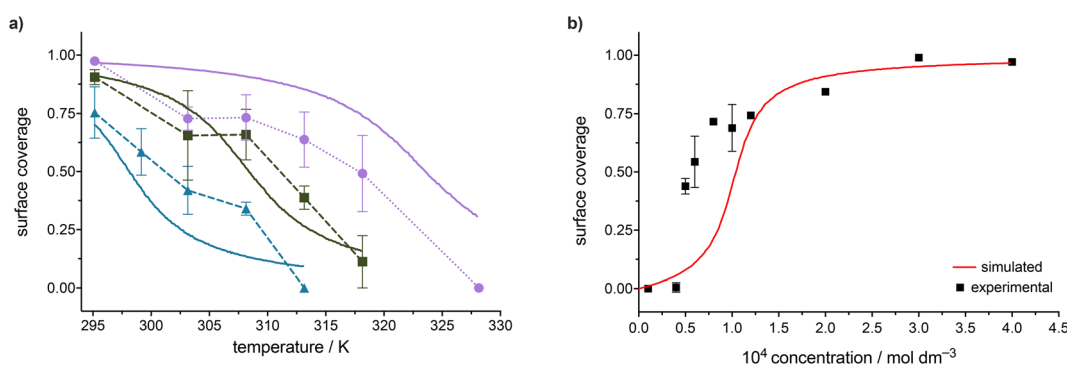 a)
surface coverage
1.00
0.75
0.50
0.25
0.00
295 300 305 310 315 320 325 330
temperature / K
b)
surface coverage
1.00
0.75
0.50
0.25
0.00
simulated
experimental
0.0 0.5 1.0 1.5 2.0 2.5 3.0 3.5 4.0 4.5
10⁴ concentration / mol dm⁻³